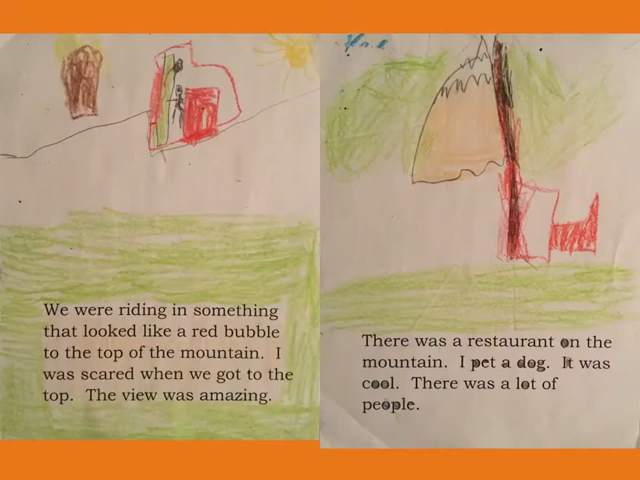 We were riding in something
that looked like a red bubble
to the top of the mountain.  I
was scared when we got to the
top.  The view was amazing.
There was a restaurant on the
mountain.  I pet a dog.  It was
cool.  There was a lot of
people.